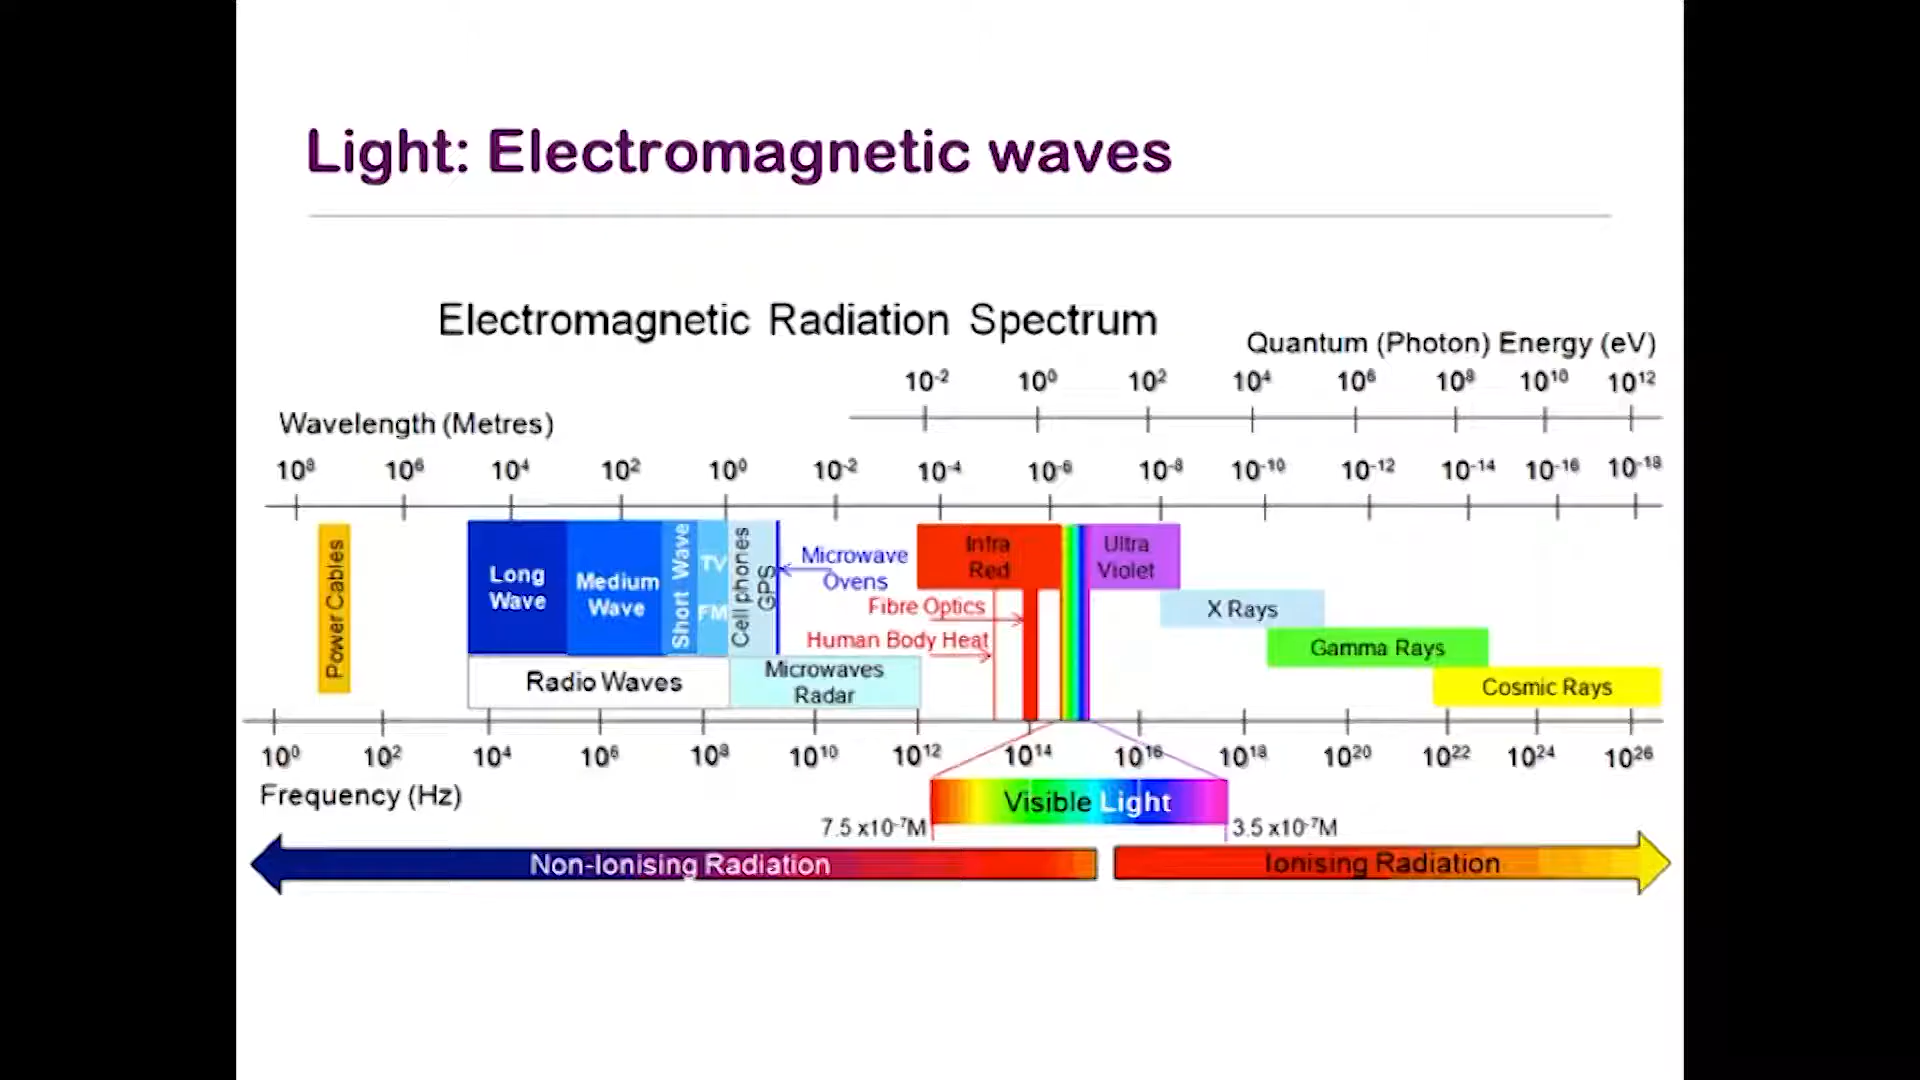 Light: Electromagnetic waves
Electromagnetic Radiation Spectrum
Quantum (Photon) Energy (eV)
10⁻² 10⁰ 10² 10⁴ 10⁶ 10⁸ 10¹⁰ 10¹²
Wavelength (Metres)
10⁸ 10⁶ 10⁴ 10² 10⁰ 10⁻² 10⁻⁴ 10⁻⁶ 10⁻⁸ 10⁻¹⁰ 10⁻¹² 10⁻¹⁴ 10⁻¹⁶ 10⁻¹⁸
Power Cables
Long
Wave
Medium
Wave
Short Wave
TV
FM
Cell phones
GPS
Microwave
Ovens
Infra
Red
Ultra
Violet
Fibre Optics
Human Body Heat
X Rays
Gamma Rays
Cosmic Rays
Radio Waves
Microwaves
Radar
10⁰ 10² 10⁴ 10⁶ 10⁸ 10¹⁰ 10¹² 10¹⁴ 10¹⁶ 10¹⁸ 10²⁰ 10²² 10²⁴ 10²⁶
Frequency (Hz)
Visible Light
7.5 x10⁻⁷M
3.5 x10⁻⁷M
Non-Ionising Radiation
Ionising Radiation